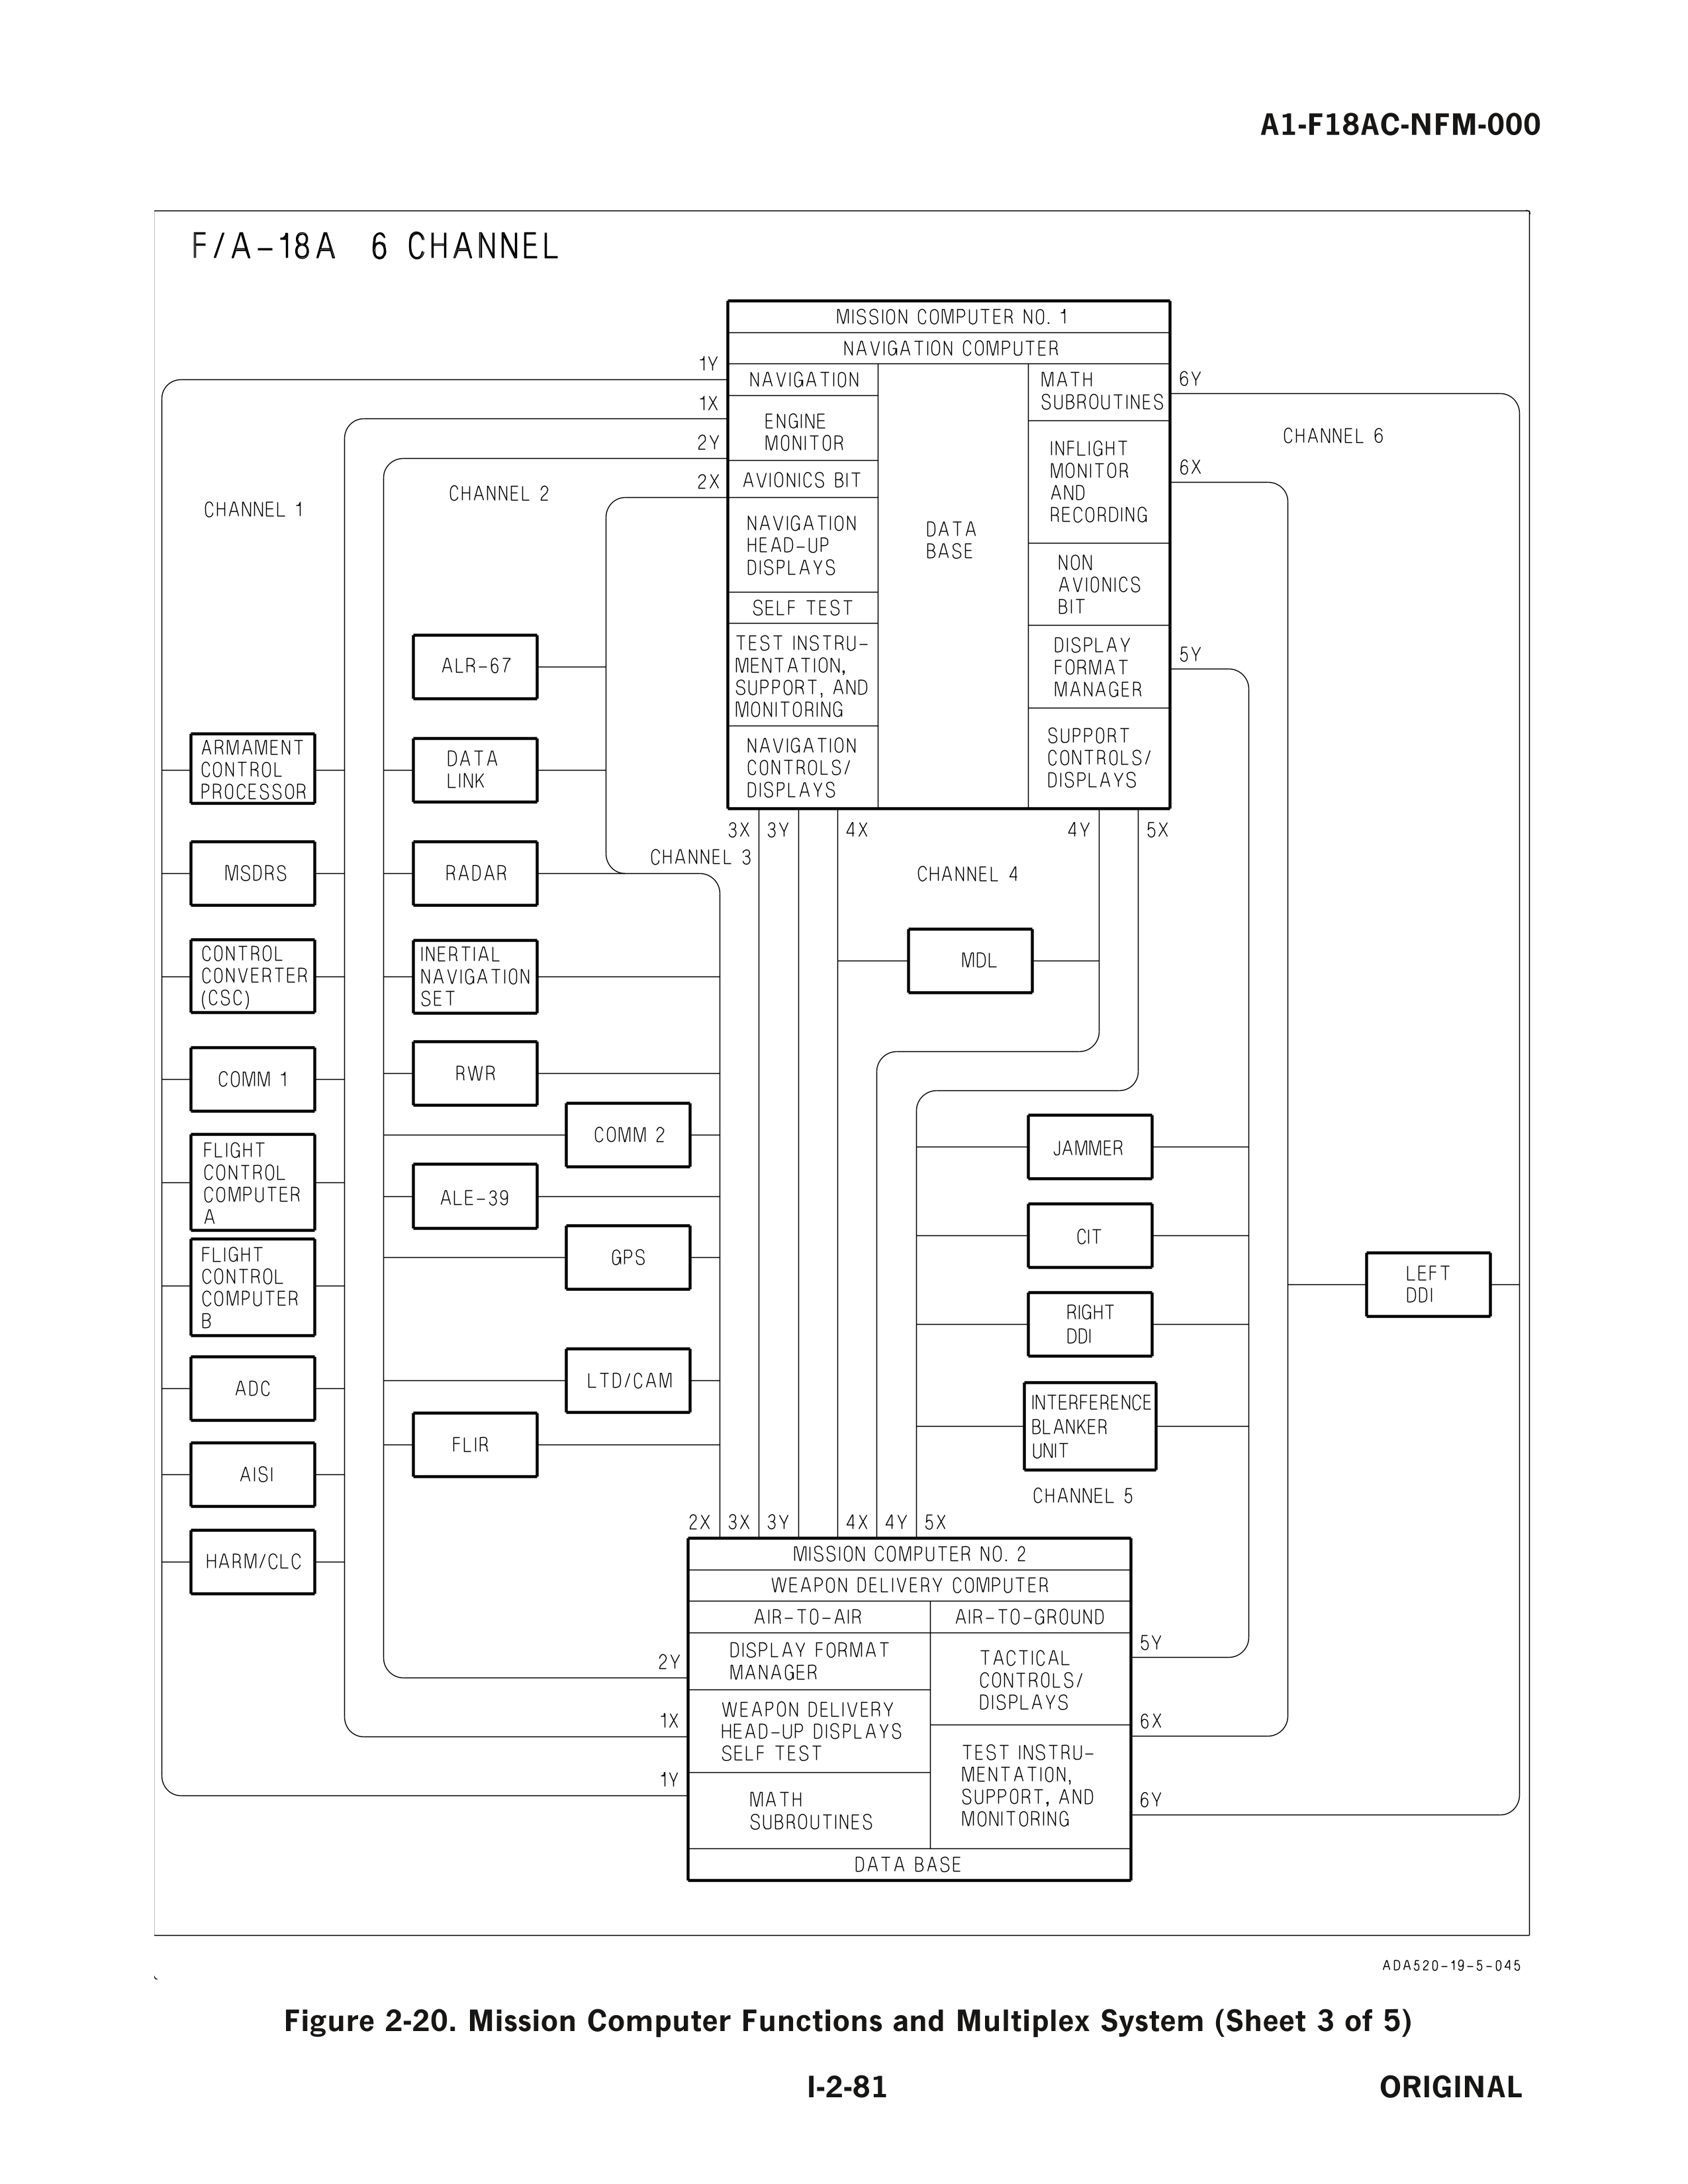 A1-F18AC-NFM-000
F/A-18A 6 CHANNEL
MISSION COMPUTER NO. 1
NAVIGATION COMPUTER
1Y
NAVIGATION
1X
ENGINE
MONITOR
2Y
2X
AVIONICS BIT
NAVIGATION
HEAD-UP
DISPLAYS
SELF TEST
TEST INSTRU-
MENTATION,
SUPPORT, AND
MONITORING
NAVIGATION
CONTROLS/
DISPLAYS
DATA
BASE
MATH
SUBROUTINES
6Y
INFLIGHT
MONITOR
AND
RECORDING
6X
NON
AVIONICS
BIT
DISPLAY
FORMAT
MANAGER
5Y
SUPPORT
CONTROLS/
DISPLAYS
CHANNEL 6
CHANNEL 1
CHANNEL 2
3X
3Y
4X
4Y
5X
CHANNEL 3
CHANNEL 4
ARMAMENT
CONTROL
PROCESSOR
MSDRS
CONTROL
CONVERTER
(CSC)
COMM 1
FLIGHT
CONTROL
COMPUTER
A
FLIGHT
CONTROL
COMPUTER
B
ADC
AISI
HARM/CLC
ALR-67
DATA
LINK
RADAR
INERTIAL
NAVIGATION
SET
RWR
COMM 2
ALE-39
GPS
LTD/CAM
FLIR
MDL
JAMMER
CIT
RIGHT
DDI
INTERFERENCE
BLANKER
UNIT
CHANNEL 5
LEFT
DDI
2X
3X
3Y
4X
4Y
5X
MISSION COMPUTER NO. 2
WEAPON DELIVERY COMPUTER
AIR-TO-AIR
AIR-TO-GROUND
2Y
DISPLAY FORMAT
MANAGER
1X
WEAPON DELIVERY
HEAD-UP DISPLAYS
SELF TEST
1Y
MATH
SUBROUTINES
TACTICAL
CONTROLS/
DISPLAYS
5Y
6X
TEST INSTRU-
MENTATION,
SUPPORT, AND
MONITORING
6Y
DATA BASE
ADA520-19-5-045
Figure 2-20. Mission Computer Functions and Multiplex System (Sheet 3 of 5)
I-2-81
ORIGINAL